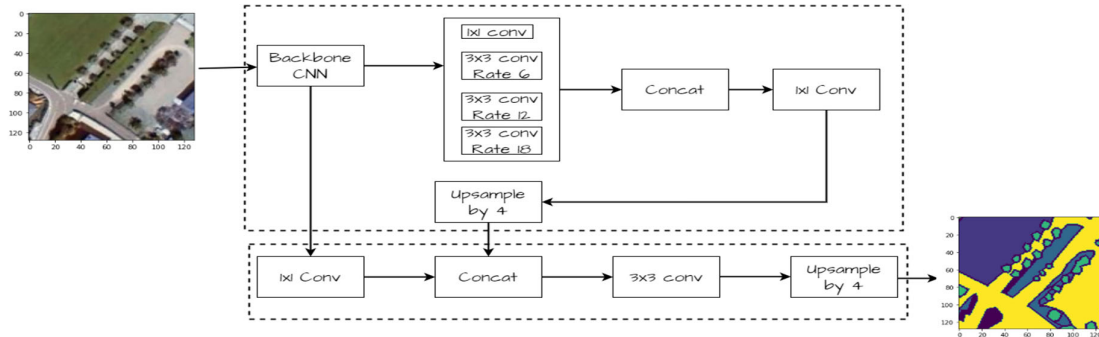 0
20
40
60
80
100
120
0 20 40 60 80 100 120
Backbone
CNN
1x1 conv
3x3 conv
Rate 6
3x3 conv
Rate 12
3x3 conv
Rate 18
Concat
1x1 Conv
Upsample
by 4
1x1 Conv
Concat
3x3 conv
Upsample
by 4
0
20
40
60
80
100
120
0 20 40 60 80 100 120